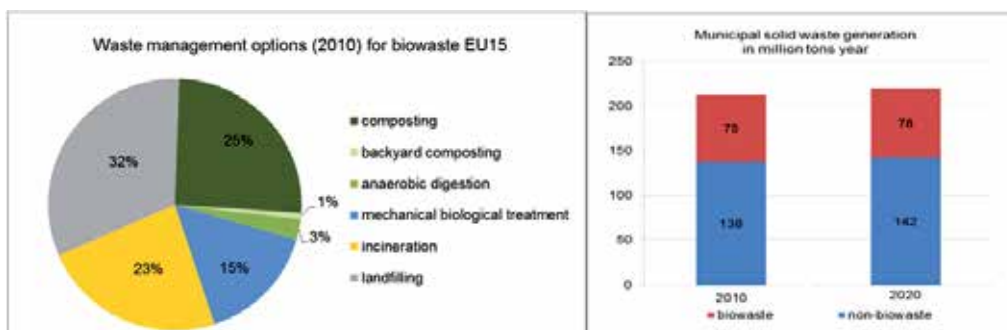 Waste management options (2010) for biowaste EU15
25%
1%
3%
15%
23%
32%
composting
backyard composting
anaerobic digestion
mechanical biological treatment
incineration
landfilling
Municipal solid waste generation
in million tons year
250
200
150
100
50
0
75
78
142
2010
2020
biowaste
non-biowaste